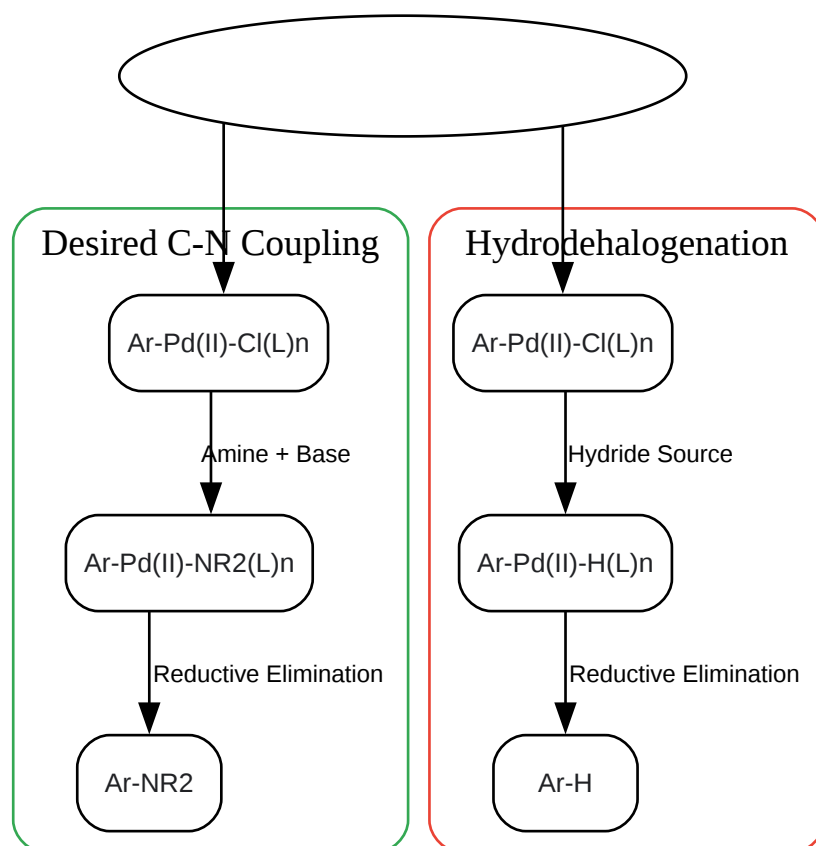 Desired C-N Coupling
Ar-Pd(II)-Cl(L)n
Amine + Base
Ar-Pd(II)-NR2(L)n
Reductive Elimination
Ar-NR2
Hydrodehalogenation
Ar-Pd(II)-Cl(L)n
Hydride Source
Ar-Pd(II)-H(L)n
Reductive Elimination
Ar-H